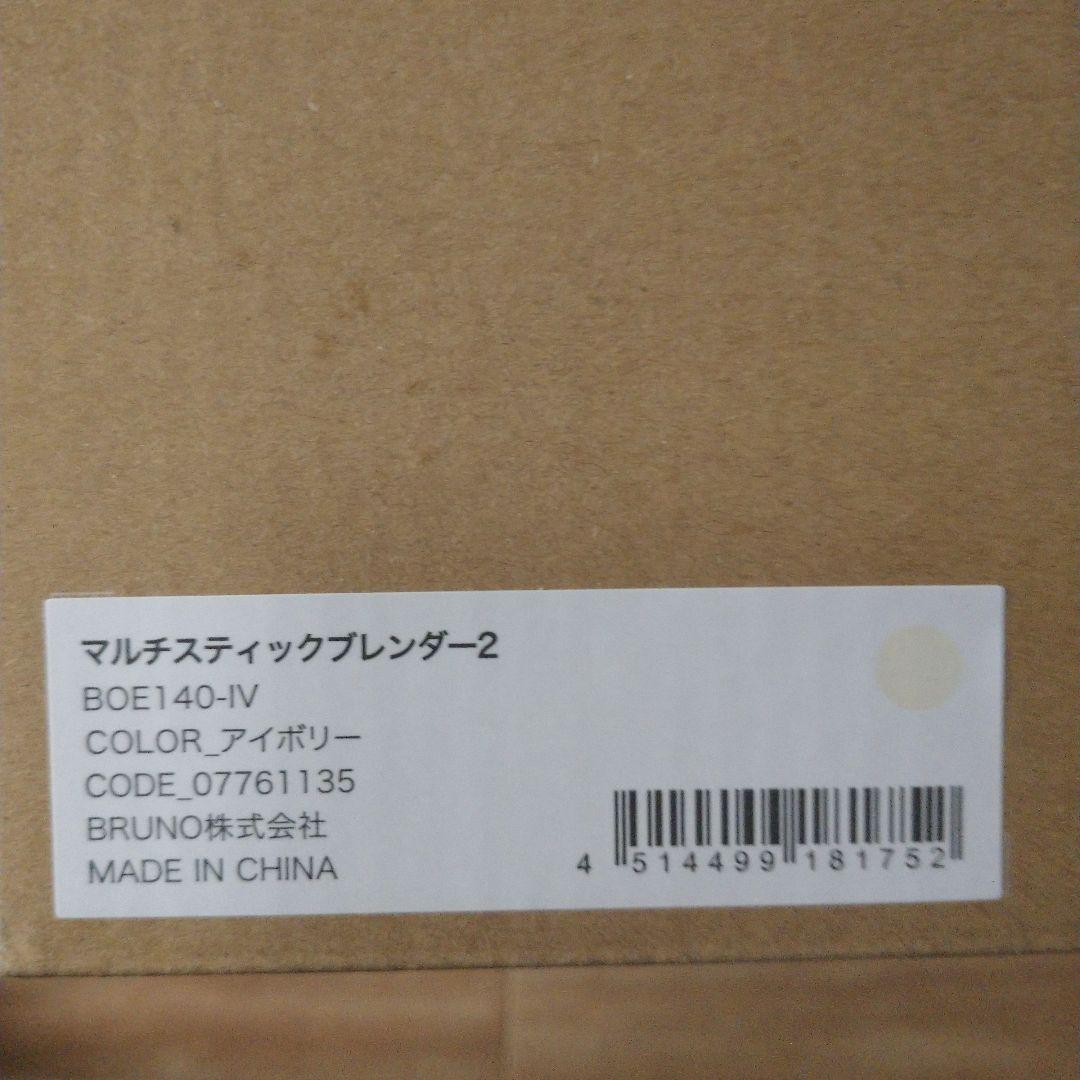 マルチスティックブレンダー2
BOE140-IV
COLOR_アイボリー
CODE_07761135
BRUNO株式会社
MADE IN CHINA
4 514499 181752